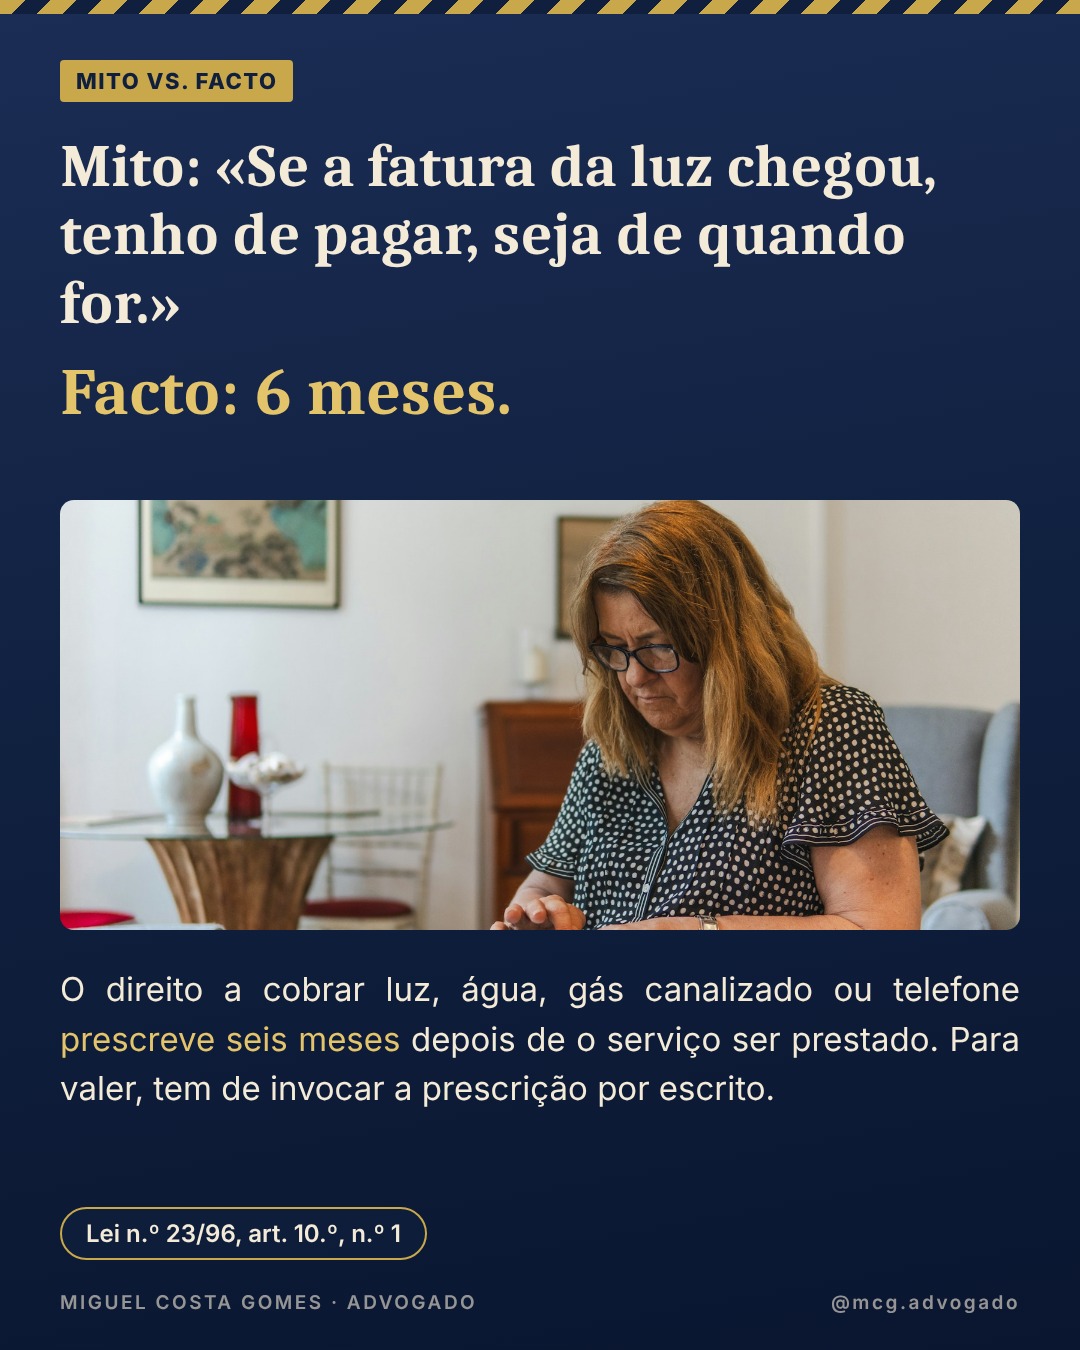 MITO VS. FACTO
Mito: «Se a fatura da luz chegou,
tenho de pagar, seja de quando
for.»
Facto: 6 meses.
O direito a cobrar luz, água, gás canalizado ou telefone
prescreve seis meses depois de o serviço ser prestado. Para
valer, tem de invocar a prescrição por escrito.
Lei n.º 23/96, art. 10.º, n.º 1
MIGUEL COSTA GOMES · ADVOGADO
@mcg.advogado